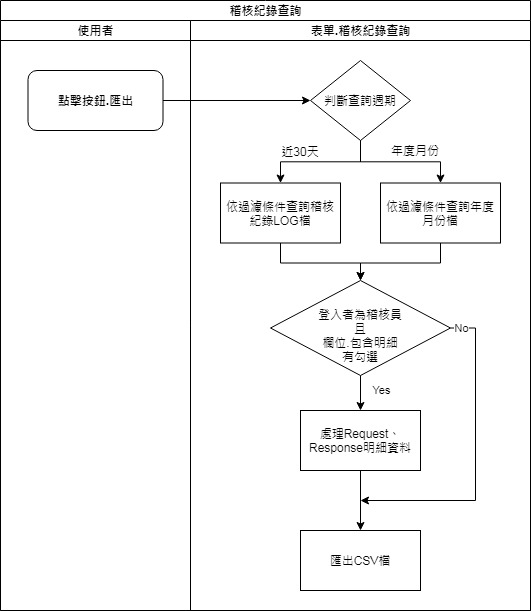 稽核紀錄查詢
使用者
表單.稽核紀錄查詢
點擊按鈕.匯出
判斷查詢週期
近30天
年度月份
依過濾條件查詢稽核
紀錄LOG檔
依過濾條件查詢年度
月份檔
登入者為稽核員
且
欄位.包含明細
有勾選
No
Yes
處理Request、
Response明細資料
匯出CSV檔